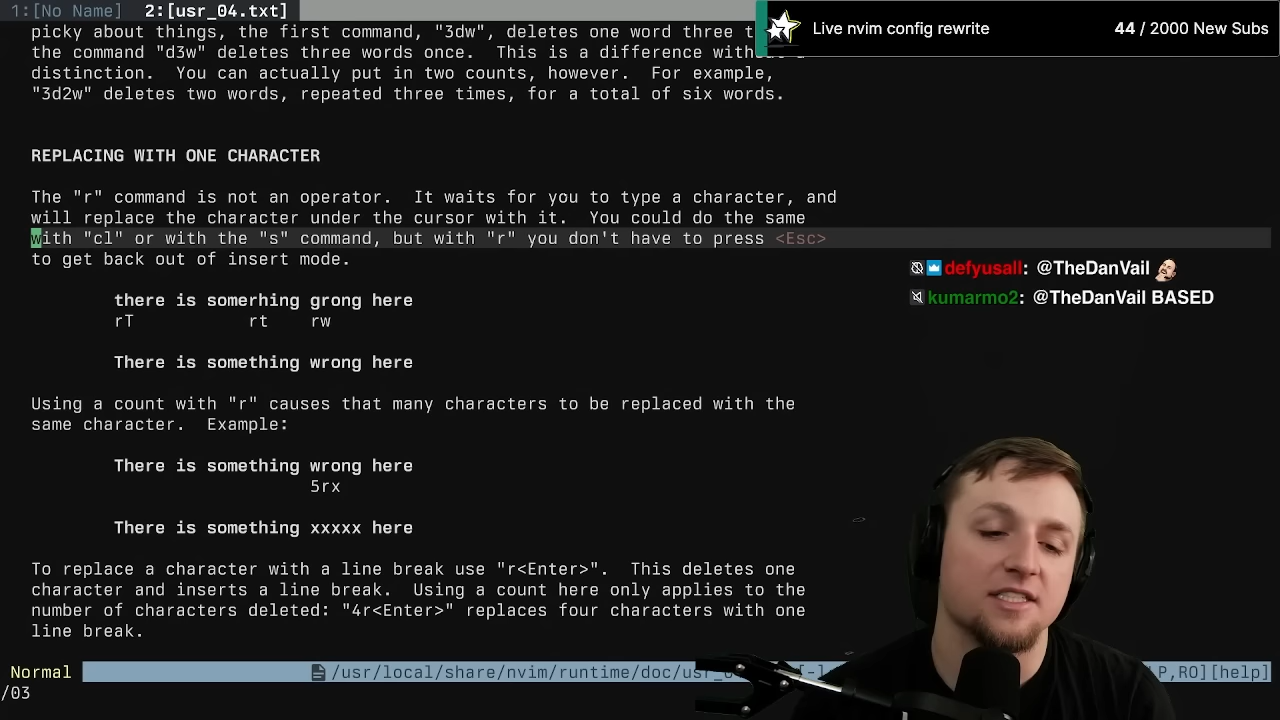 1:[No Name]  2:[usr_04.txt]
Live nvim config rewrite 44 / 2000 New Subs
picky about things, the first command, "3dw", deletes one word three
the command "d3w" deletes three words once.  This is a difference
distinction.  You can actually put in two counts, however.  For example,
"3d2w" deletes two words, repeated three times, for a total of six words.
REPLACING WITH ONE CHARACTER
The "r" command is not an operator.  It waits for you to type a character, and
will replace the character under the cursor with it.  You could do the same
with "cl" or with the "s" command, but with "r" you don't have to press <Esc>
to get back out of insert mode.
defyusall: @TheDanVail
kumarmo2: @TheDanVail BASED
there is somerhing grong here
rT rt rw
There is something wrong here
Using a count with "r" causes that many characters to be replaced with the
same character.  Example:
There is something wrong here
5rx
There is something xxxxx here
To replace a character with a line break use "r<Enter>".  This deletes one
character and inserts a line break.  Using a count here only applies to the
number of characters deleted: "4r<Enter>" replaces four characters with one
line break.
Normal /usr/local/share/nvim/runtime/doc/usr_ [-] P,RO][help]
/03